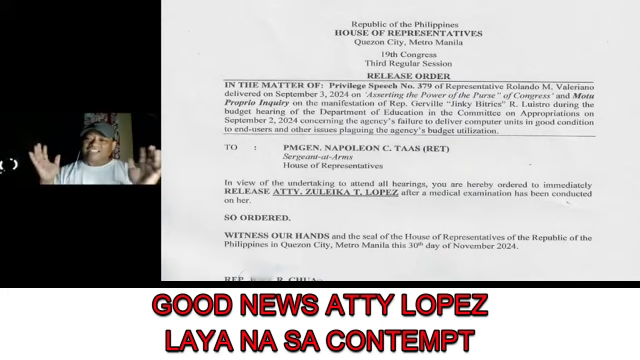 Republic of the Philippines
HOUSE OF REPRESENTATIVES
Quezon City, Metro Manila
19th Congress
Third Regular Session
RELEASE ORDER
IN THE MATTER OF: Privilege Speech No. 379 of Representative Rolando M. Valeriano
delivered on September 3, 2024 on 'Asserting the Power of the Purse" of Congress' and Motu
Proprio Inquiry on the manifestation of Rep. Gerville "Jinky Bitrics" R. Luistro during the
budget hearing of the Department of Education in the Committee on Appropriations on
September 2, 2024 concerning the agency's failure to deliver computer units in good condition
to end-users and other issues plaguing the agency's budget utilization.
TO : PMGEN. NAPOLEON C. TAAS (RET)
Sergeant-at-Arms
House of Representatives
In view of the undertaking to attend all hearings, you are hereby ordered to immediately
RELEASE ATTY. ZULEIKA T. LOPEZ after a medical examination has been conducted
on her.
SO ORDERED.
WITNESS OUR HANDS and the seal of the House of Representatives of the Republic of the
Philippines in Quezon City, Metro Manila this 30th day of November 2024.
REP. R. CHUA
GOOD NEWS ATTY LOPEZ
LAYA NA SA CONTEMPT